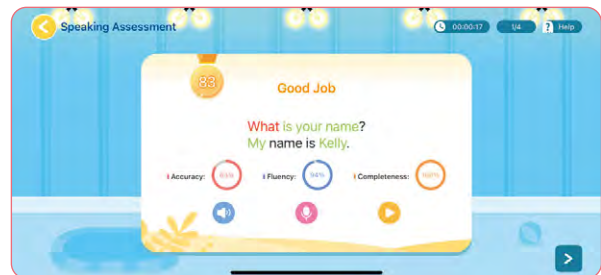 Speaking Assessment
00:00:17
1/4
? Help
83
Good Job
What is your name?
My name is Kelly.
Accuracy:
Fluency: 94%
Completeness: 100%